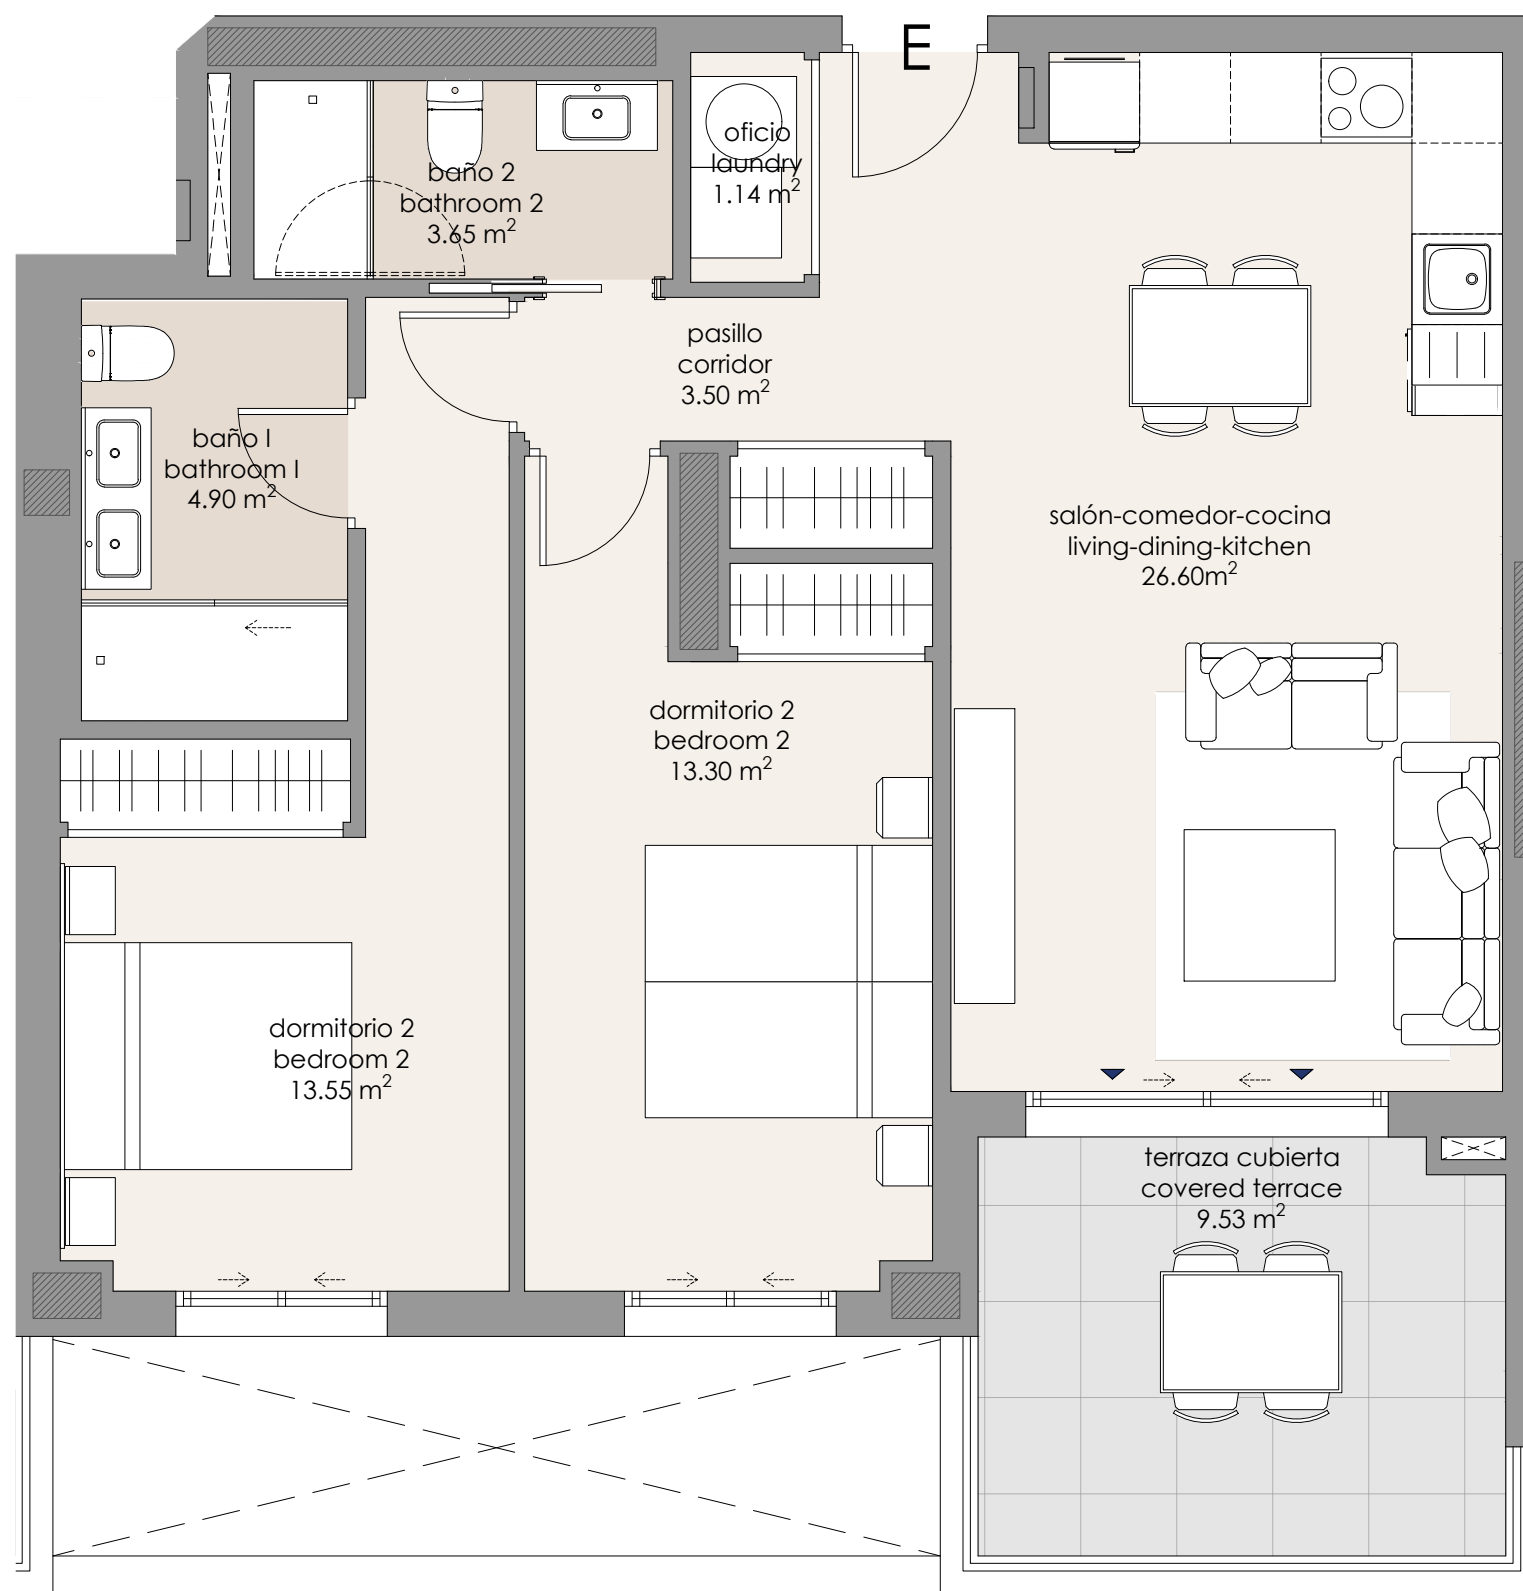 E
oficio
laundry
1.14 m²
baño 2
bathroom 2
3.65 m²
pasillo
corridor
3.50 m²
baño I
bathroom I
4.90 m²
salón-comedor-cocina
living-dining-kitchen
26.60m²
dormitorio 2
bedroom 2
13.30 m²
dormitorio 2
bedroom 2
13.55 m²
terraza cubierta
covered terrace
9.53 m²